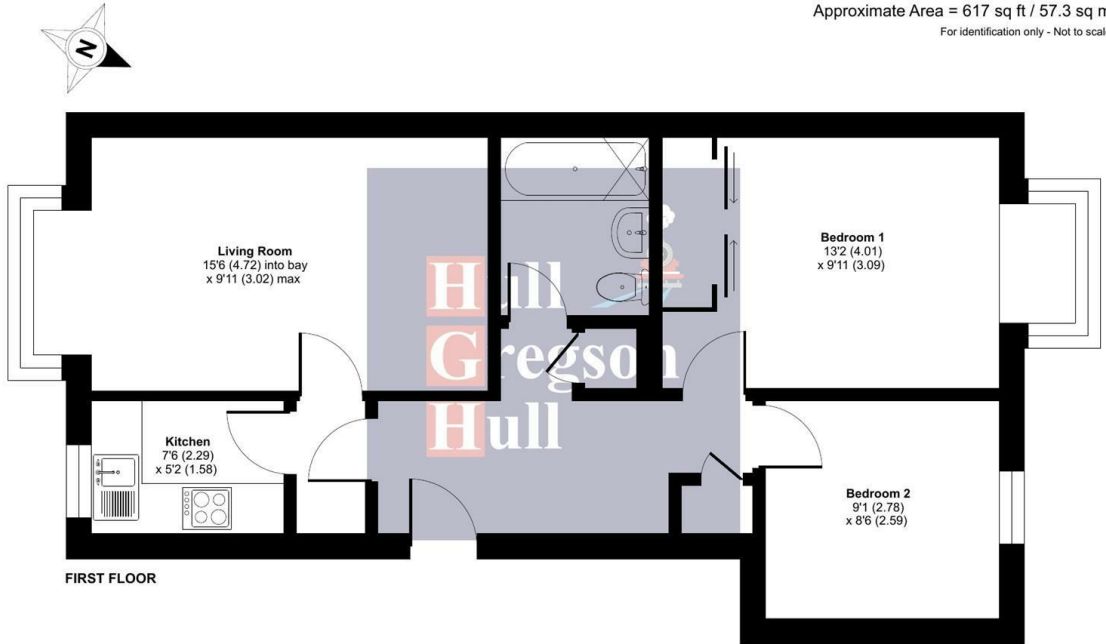 Approximate Area = 617 sq ft / 57.3 sq m
For identification only - Not to scale
N
Living Room
15'6 (4.72) into bay
x 9'11 (3.02) max
Bedroom 1
13'2 (4.01)
x 9'11 (3.09)
Hull
Gregson
Hull
Kitchen
7'6 (2.29)
x 5'2 (1.58)
Bedroom 2
9'1 (2.78)
x 8'6 (2.59)
FIRST FLOOR